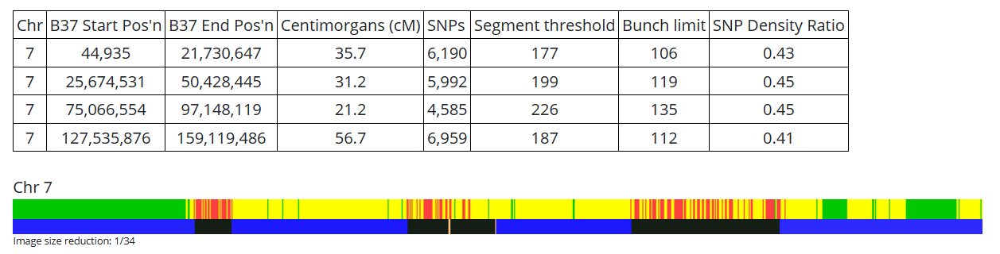 Chr B37 Start Pos'n B37 End Pos'n Centimorgans (cM) SNPs Segment threshold Bunch limit SNP Density Ratio
7 44,935 21,730,647 35.7 6,190 177 106 0.43
7 25,674,531 50,428,445 31.2 5,992 199 119 0.45
7 75,066,554 97,148,119 21.2 4,585 226 135 0.45
7 127,535,876 159,119,486 56.7 6,959 187 112 0.41
Chr 7
Image size reduction: 1/34